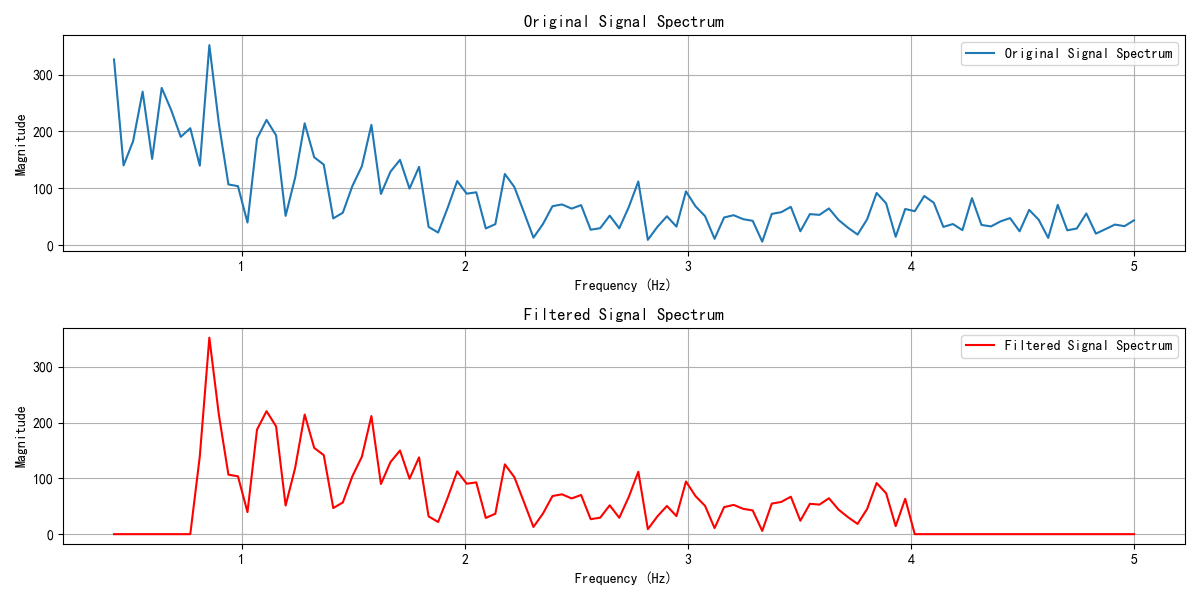 Original Signal Spectrum
Original Signal Spectrum
300
200
100
0
Magnitude
1 2 3 4 5
Frequency (Hz)
Filtered Signal Spectrum
Filtered Signal Spectrum
300
200
100
0
Magnitude
1 2 3 4 5
Frequency (Hz)